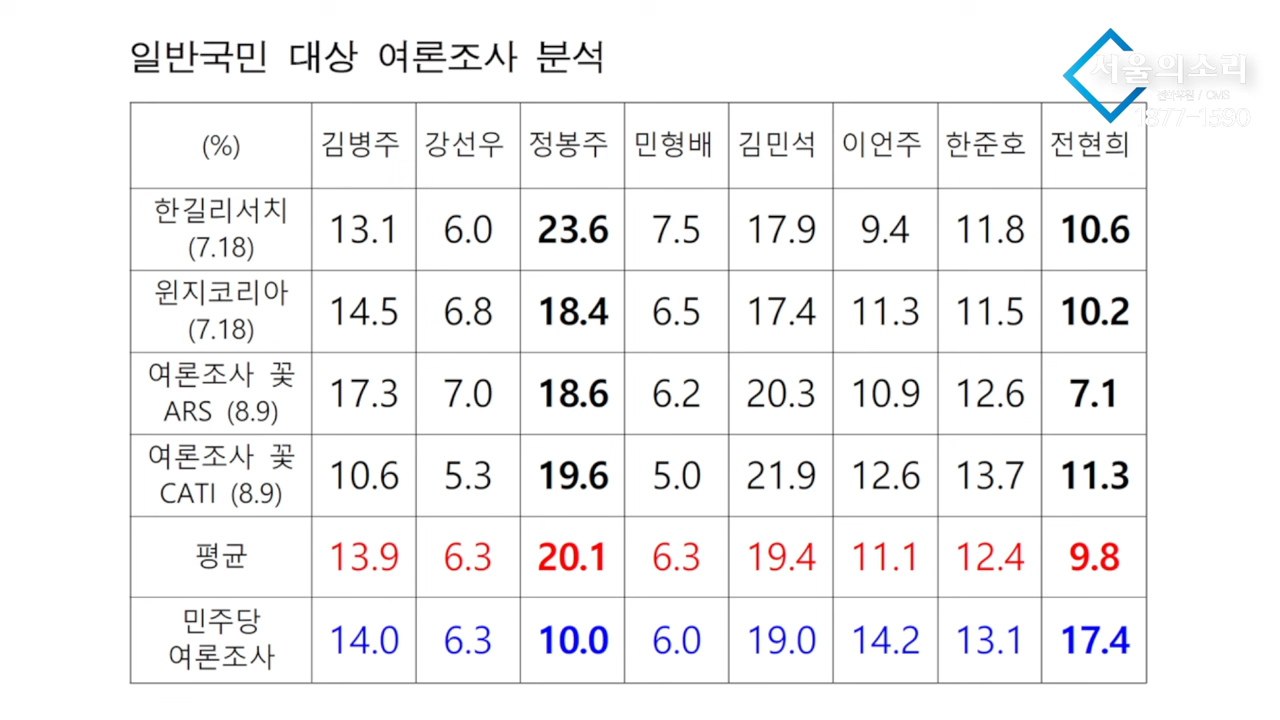 일반국민 대상 여론조사 분석
서울의소리
후원 / CMS
1877-1590
(%) 김병주 강선우 정봉주 민형배 김민석 이언주 한준호 전현희
한길리서치
(7.18) 13.1 6.0 23.6 7.5 17.9 9.4 11.8 10.6
윈지코리아
(7.18) 14.5 6.8 18.4 6.5 17.4 11.3 11.5 10.2
여론조사 꽃
ARS (8.9) 17.3 7.0 18.6 6.2 20.3 10.9 12.6 7.1
여론조사 꽃
CATI (8.9) 10.6 5.3 19.6 5.0 21.9 12.6 13.7 11.3
평균 13.9 6.3 20.1 6.3 19.4 11.1 12.4 9.8
민주당
여론조사 14.0 6.3 10.0 6.0 19.0 14.2 13.1 17.4